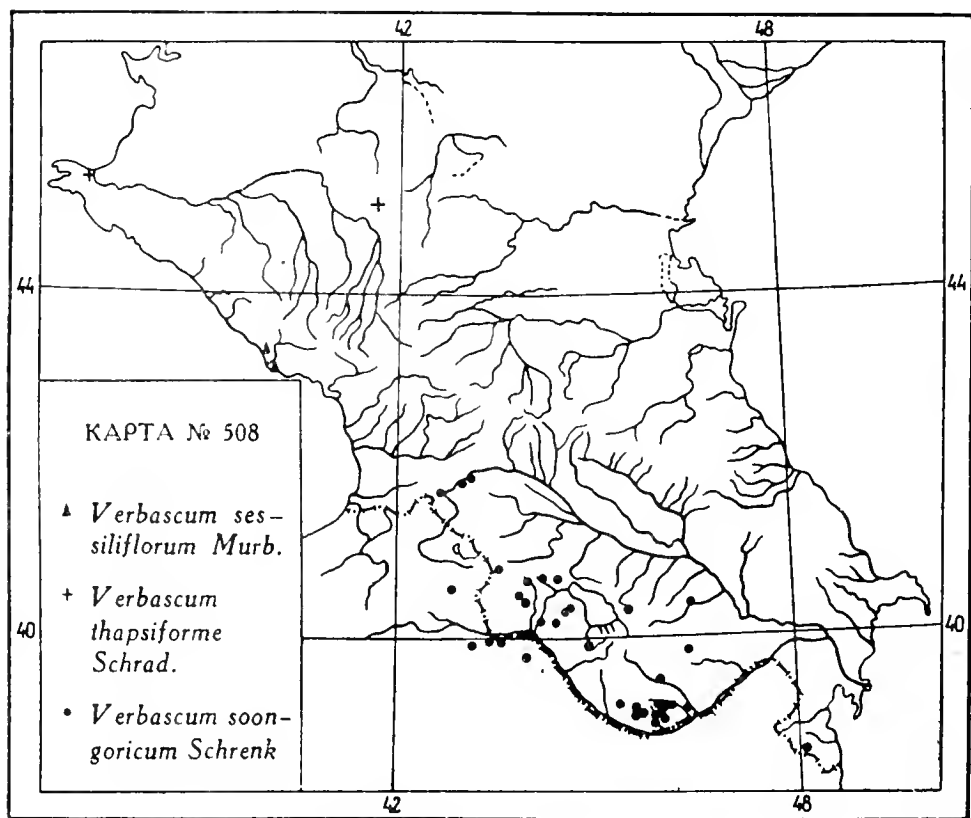 42 48
44 44
КАРТА № 508
Verbascum ses-
siliflorum Murb.
+ Verbascum
thapsiforme
Schrad.
• Verbascum soon-
goricum Schrenk
40 40
42 48